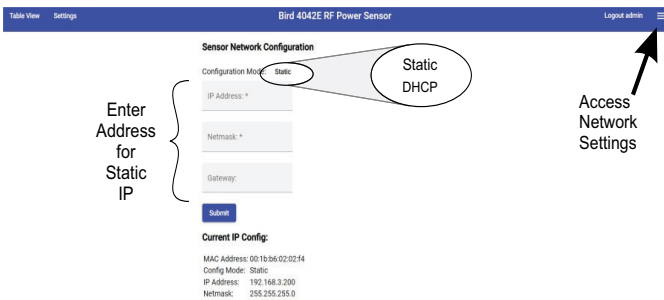 Table View Settings Bird 4042E RF Power Sensor Logout admin
Sensor Network Configuration
Configuration Mode: Static
Static
DHCP
IP Address: *
Netmask: *
Gateway:
Enter
Address
for
Static
IP
Access
Network
Settings
Submit
Current IP Config:
MAC Address: 00:1b:b6:02:02:f4
Config Mode: Static
IP Address: 192.168.3.200
Netmask: 255.255.255.0